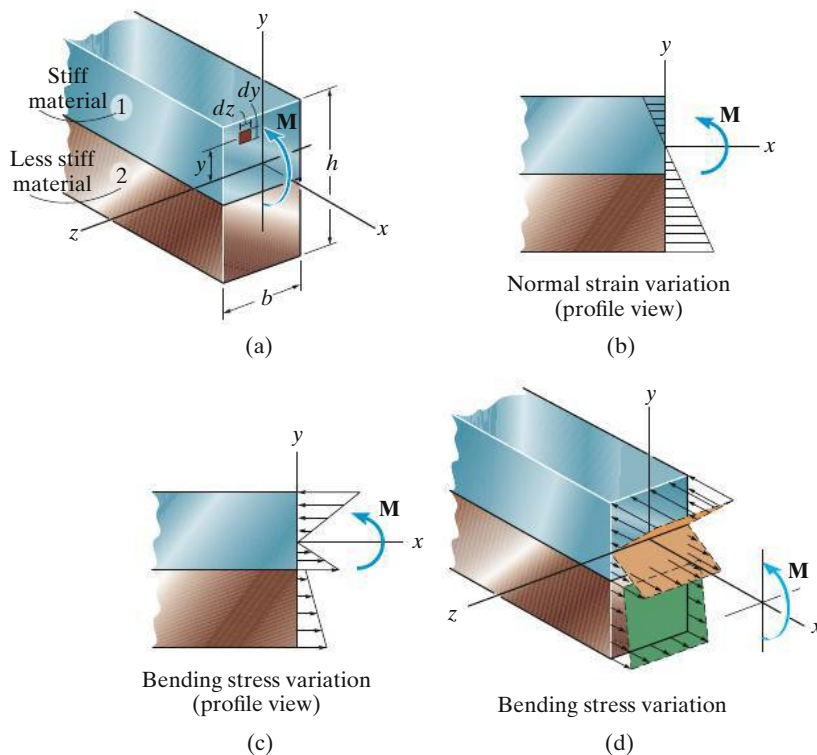 y
Stiff
material 1
dy
dz
M
Less stiff
material 2
y
h
z
x
b
(a)
y
M
x
Normal strain variation
(profile view)
(b)
y
M
x
Bending stress variation
(profile view)
(c)
y
M
z
x
Bending stress variation
(d)